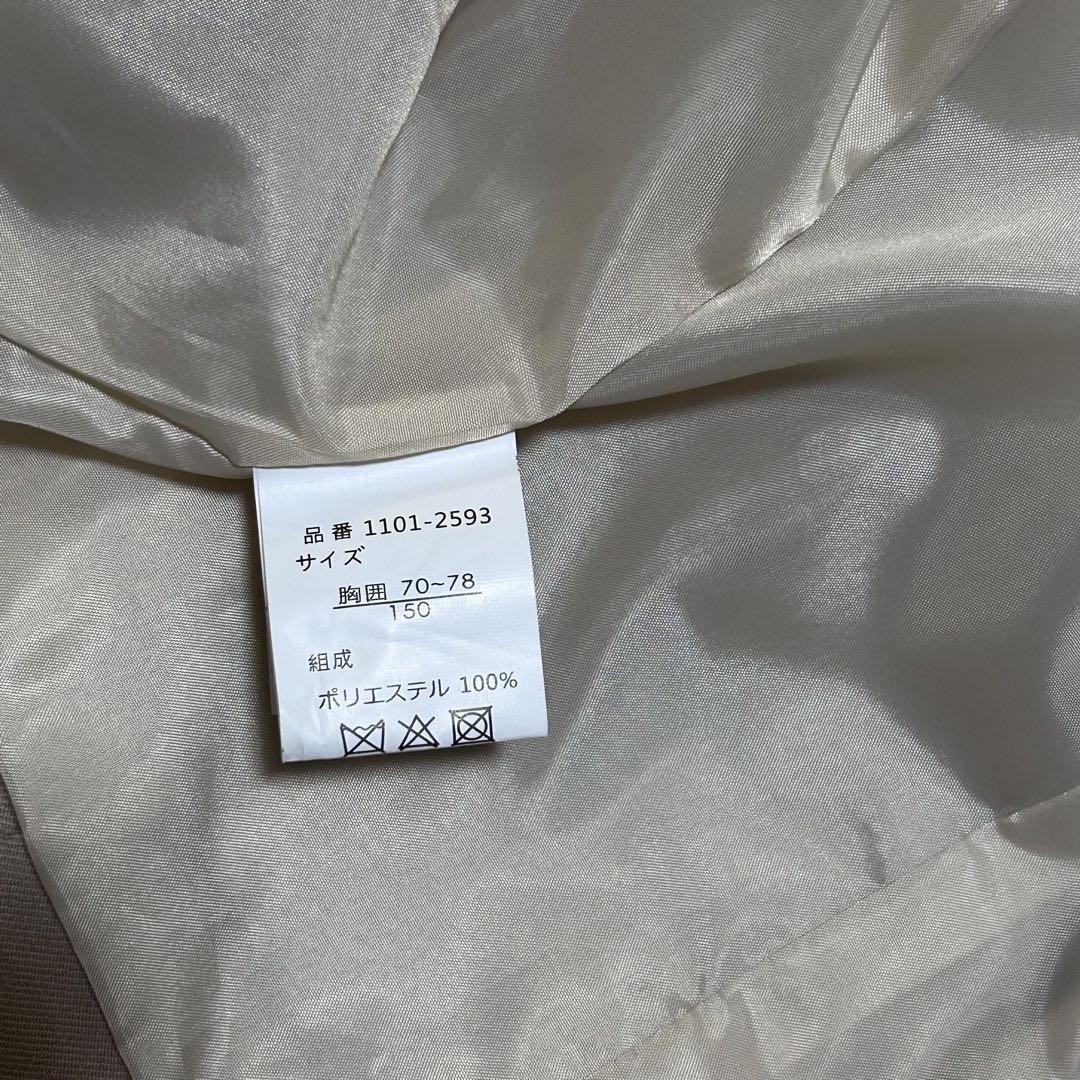 品番 1101-2593
サイズ
胸囲 70~78
150
組成
ポリエステル 100%